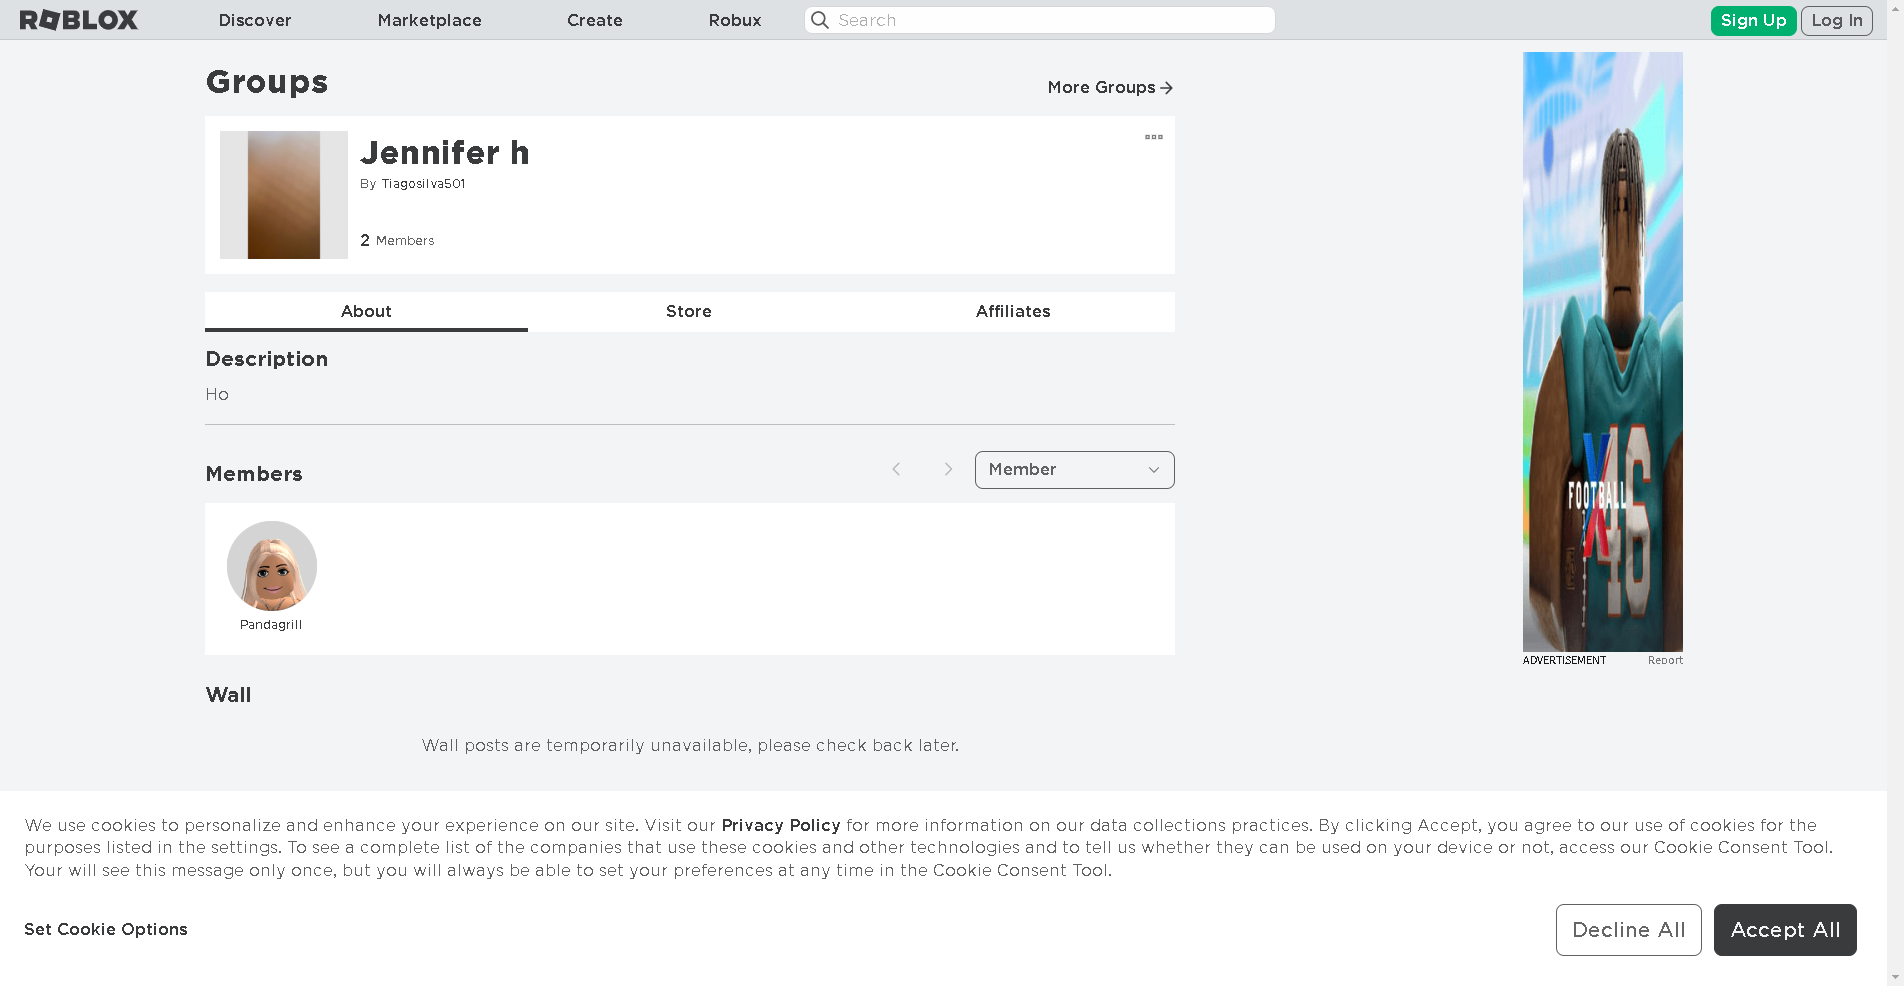 ROBLOX Discover Marketplace Create Robux Search Sign Up Log In
Groups
More Groups
Jennifer h
By Tiagosilva501
2 Members
About Store Affiliates
Description
Ho
Members
Member
Pandagrill
FOOTBALL
46
ADVERTISEMENT Report
Wall
Wall posts are temporarily unavailable, please check back later.
We use cookies to personalize and enhance your experience on our site. Visit our Privacy Policy for more information on our data collections practices. By clicking Accept, you agree to our use of cookies for the
purposes listed in the settings. To see a complete list of the companies that use these cookies and other technologies and to tell us whether they can be used on your device or not, access our Cookie Consent Tool.
Your will see this message only once, but you will always be able to set your preferences at any time in the Cookie Consent Tool.
Set Cookie Options
Decline All
Accept All